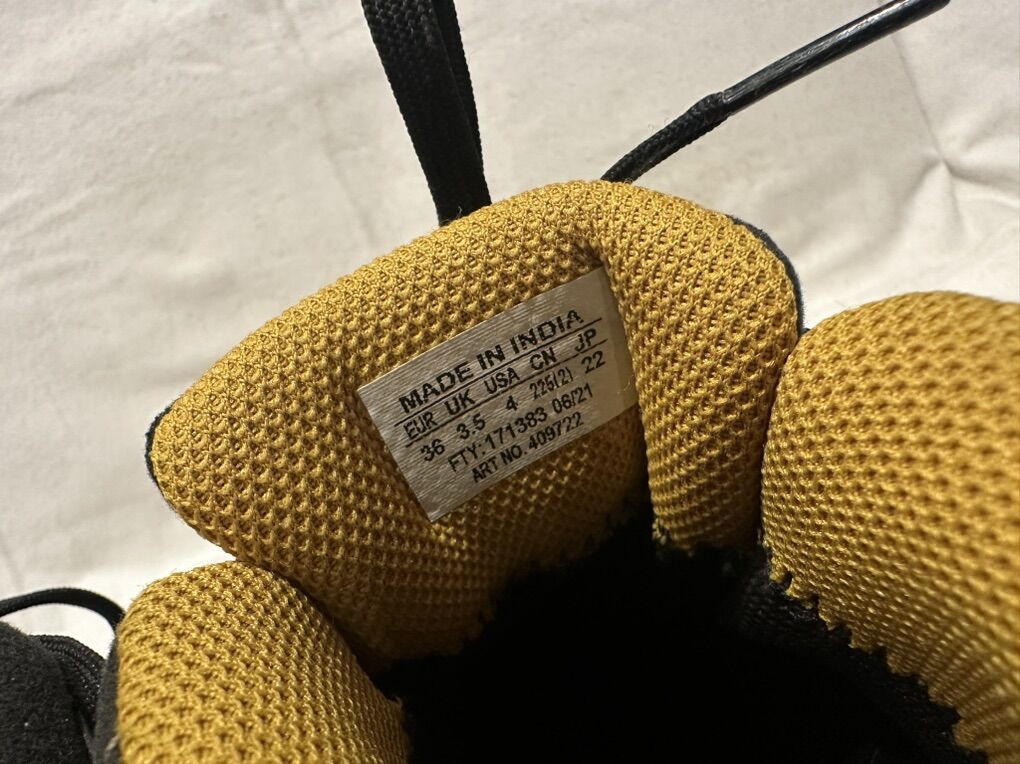 MADE IN INDIA
EUR UK USA CN JP
36 3.5 4 225(2) 22
FTY:171383 06/21
ART NO. 409722